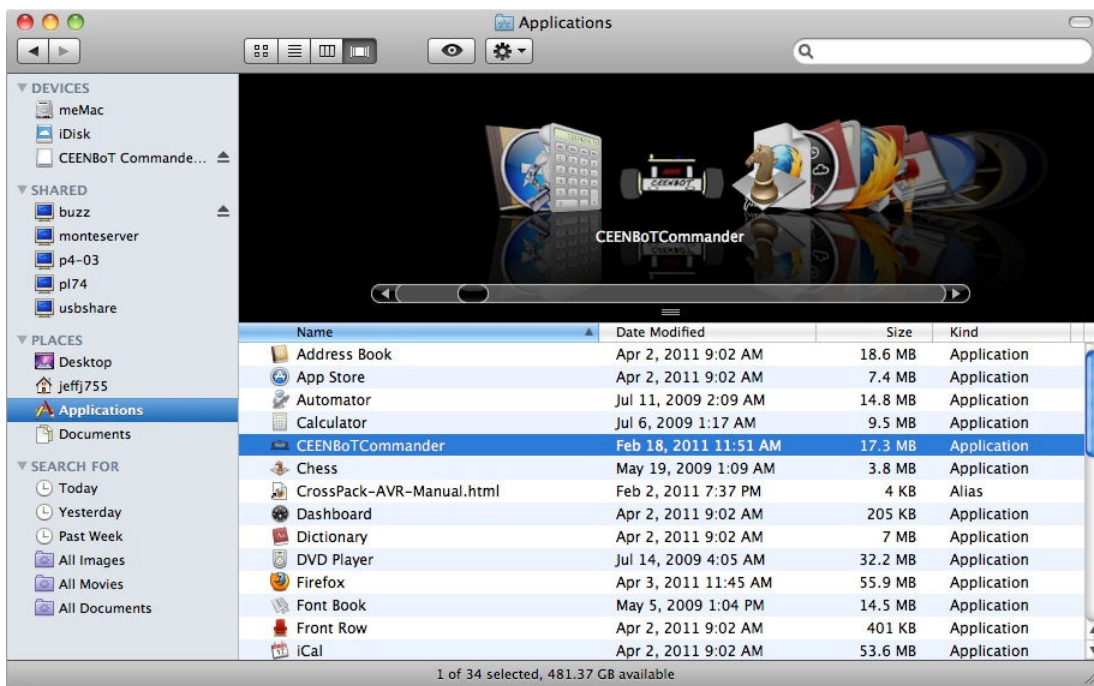 Applications
DEVICES
meMac
iDisk
CEENBoT Commande...
SHARED
buzz
monteserver
p4-03
pl74
usbshare
PLACES
Desktop
jeffj755
Applications
Documents
SEARCH FOR
Today
Yesterday
Past Week
All Images
All Movies
All Documents
CEENBOT
CEENBoTCommander
Name Date Modified Size Kind
Address Book Apr 2, 2011 9:02 AM 18.6 MB Application
App Store Apr 2, 2011 9:02 AM 7.4 MB Application
Automator Jul 11, 2009 2:09 AM 14.8 MB Application
Calculator Jul 6, 2009 1:17 AM 9.5 MB Application
CEENBoTCommander Feb 18, 2011 11:51 AM 17.3 MB Application
Chess May 19, 2009 1:09 AM 3.8 MB Application
CrossPack-AVR-Manual.html Feb 2, 2011 7:37 PM 4 KB Alias
Dashboard Apr 2, 2011 9:02 AM 205 KB Application
Dictionary Apr 2, 2011 9:02 AM 7 MB Application
DVD Player Jul 14, 2009 4:05 AM 32.2 MB Application
Firefox Apr 3, 2011 11:45 AM 55.9 MB Application
Font Book May 5, 2009 1:04 PM 14.5 MB Application
Front Row Apr 2, 2011 9:02 AM 401 KB Application
iCal Apr 2, 2011 9:02 AM 53.6 MB Application
1 of 34 selected, 481.37 GB available